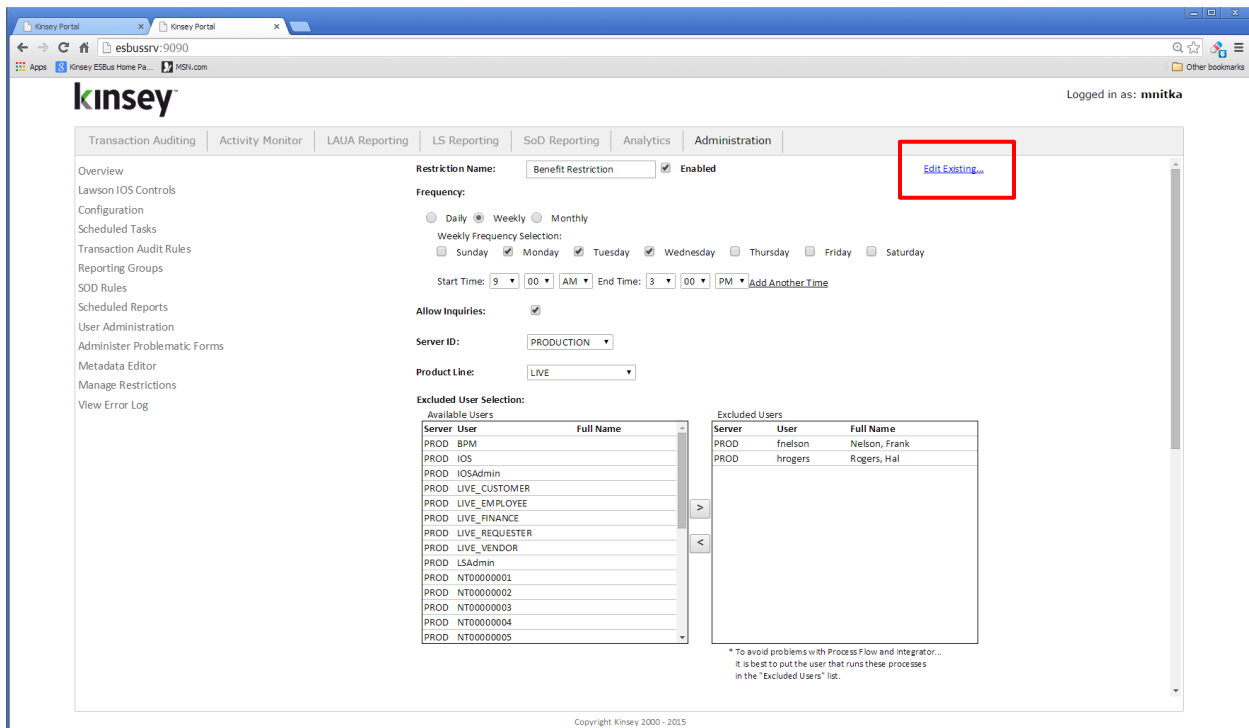 Kinsey Portal
Kinsey Portal
esbussrv:9090
Apps Kinsey ESBus Home Pa... MSN.com Other bookmarks
kinsey
Logged in as: mnitka
Transaction Auditing Activity Monitor LAUA Reporting LS Reporting SoD Reporting Analytics Administration
Overview
Lawson IOS Controls
Configuration
Scheduled Tasks
Transaction Audit Rules
Reporting Groups
SOD Rules
Scheduled Reports
User Administration
Administer Problematic Forms
Metadata Editor
Manage Restrictions
View Error Log
Restriction Name: Benefit Restriction Enabled
Edit Existing...
Frequency:
Daily Weekly Monthly
Weekly Frequency Selection:
Sunday Monday Tuesday Wednesday Thursday Friday Saturday
Start Time: 9 00 AM End Time: 3 00 PM Add Another Time
Allow Inquiries:
Server ID: PRODUCTION
Product Line: LIVE
Excluded User Selection:
Available Users
Server User Full Name
PROD BPM
PROD IOS
PROD IOSAdmin
PROD LIVE_CUSTOMER
PROD LIVE_EMPLOYEE
PROD LIVE_FINANCE
PROD LIVE_REQUESTER
PROD LIVE_VENDOR
PROD LSAdmin
PROD NT00000001
PROD NT00000002
PROD NT00000003
PROD NT00000004
PROD NT00000005
>
<
Excluded Users
Server User Full Name
PROD fnelson Nelson, Frank
PROD hrogers Rogers, Hal
* To avoid problems with Process Flow and Integrator...
It is best to put the user that runs these processes
in the "Excluded Users" list.
Copyright Kinsey 2000 - 2015